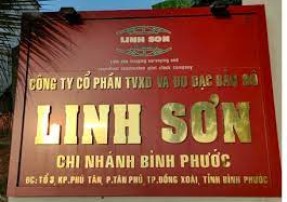 LINH SƠN
CÔNG TY CỔ PHẦN TVXD VÀ ĐO ĐẠC BẢN ĐỒ
LINH SƠN
CHI NHÁNH BÌNH PHƯỚC
ĐC: TỔ 3, KP.PHÚ TÂN, P.TÂN PHÚ, TP.ĐỒNG XOÀI, TỈNH BÌNH PHƯỚC